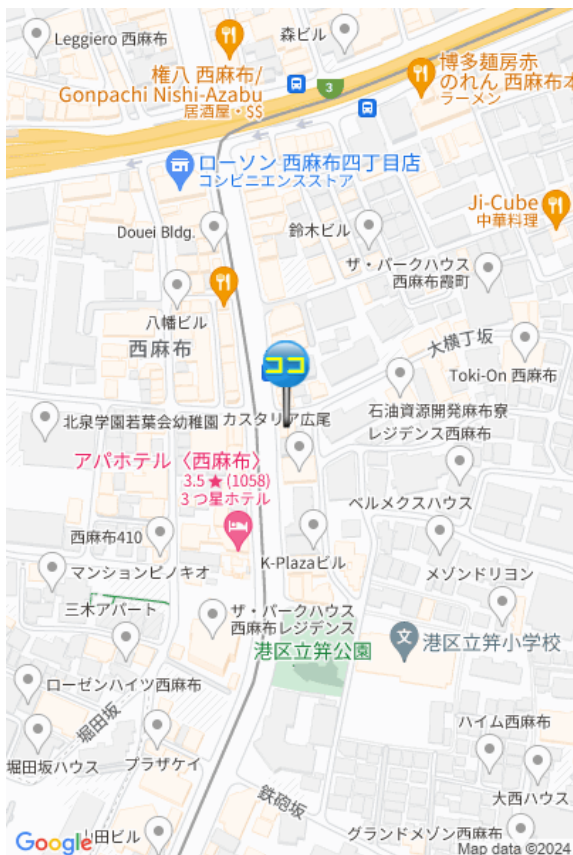 Leggiero 西麻布
森ビル
権八 西麻布/
Gonpachi Nishi-Azabu
居酒屋・$$
3
博多麺房赤
のれん 西麻布本
ラーメン
ローソン 西麻布四丁目店
コンビニエンスストア
Ji-Cube
中華料理
Douei Bldg.
鈴木ビル
ザ・パークハウス
西麻布霞町
八幡ビル
西麻布
大横丁坂
ココ
Toki-On 西麻布
北泉学園若葉会幼稚園
カスタリア広尾
石油資源開発麻布寮
レジデンス西麻布
アパホテル〈西麻布〉
3.5★(1058)
3 つ星ホテル
ベルメクスハウス
西麻布410
K-Plazaビル
マンションピノキオ
メゾンドリヨン
三木アパート
ザ・パークハウス
西麻布レジデンス
港区立笄公園
文
港区立笄小学校
ローゼンハイツ西麻布
堀田坂
ハイム西麻布
堀田坂ハウス
プラザケイ
鉄砲坂
大西ハウス
Google
山田ビル
グランドメゾン西麻布
Map data ©2024